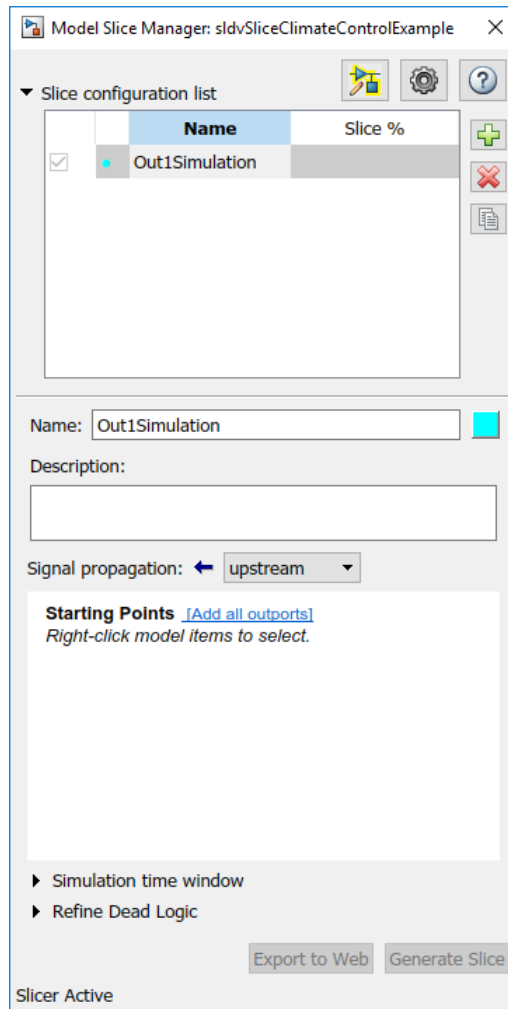 Model Slice Manager: sldvSliceClimateControlExample
Slice configuration list
Name Slice %
Out1Simulation
Name: Out1Simulation
Description:
Signal propagation: upstream
Starting Points [Add all outports]
Right-click model items to select.
Simulation time window
Refine Dead Logic
Export to Web Generate Slice
Slicer Active